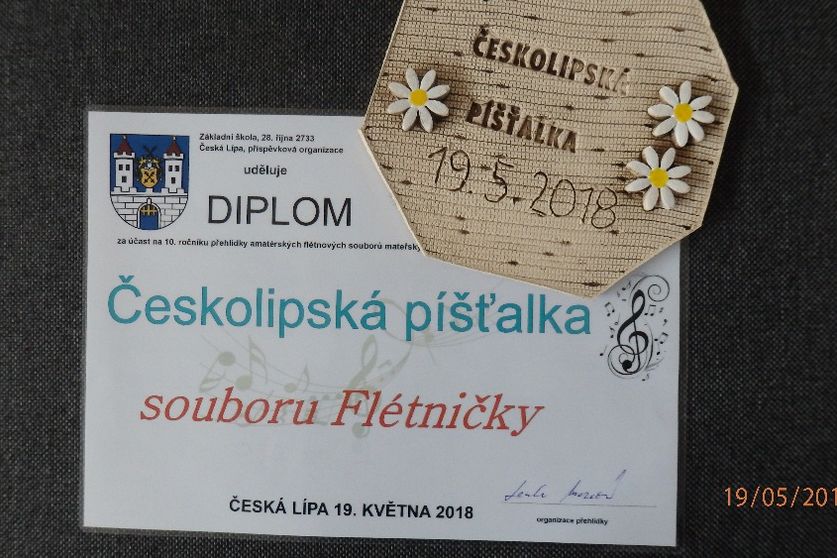 ČESKOLIPSKÁ
PÍŠŤALKA
19.5.2018
Základní škola, 28. října 2733
Česká Lípa, příspěvková organizace
uděluje
DIPLOM
za účast na 10. ročníku přehlídky amatérských flétnových souborů mateřský
Českolipská píšťalka
souboru Flétničky
ČESKÁ LÍPA 19. KVĚTNA 2018
organizace přehlídky
19/05/201